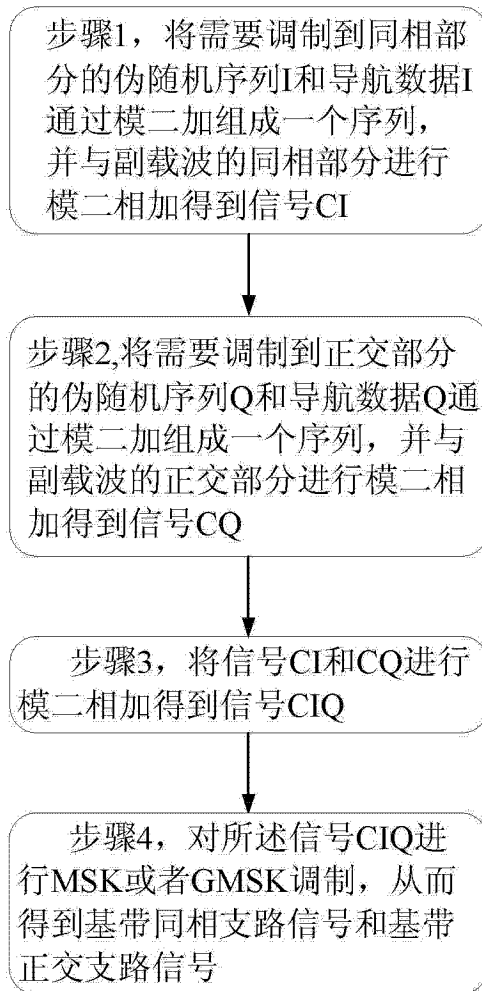 步骤1，将需要调制到同相部
分的伪随机序列I和导航数据I
通过模二加组成一个序列，
并与副载波的同相部分进行
模二相加得到信号CI
步骤2,将需要调制到正交部分
的伪随机序列Q和导航数据Q通
过模二加组成一个序列，并与
副载波的正交部分进行模二相
加得到信号CQ
步骤3，将信号CI和CQ进行
模二相加得到信号CIQ
步骤4，对所述信号CIQ进
行MSK或者GMSK调制，从而
得到基带同相支路信号和基带
正交支路信号